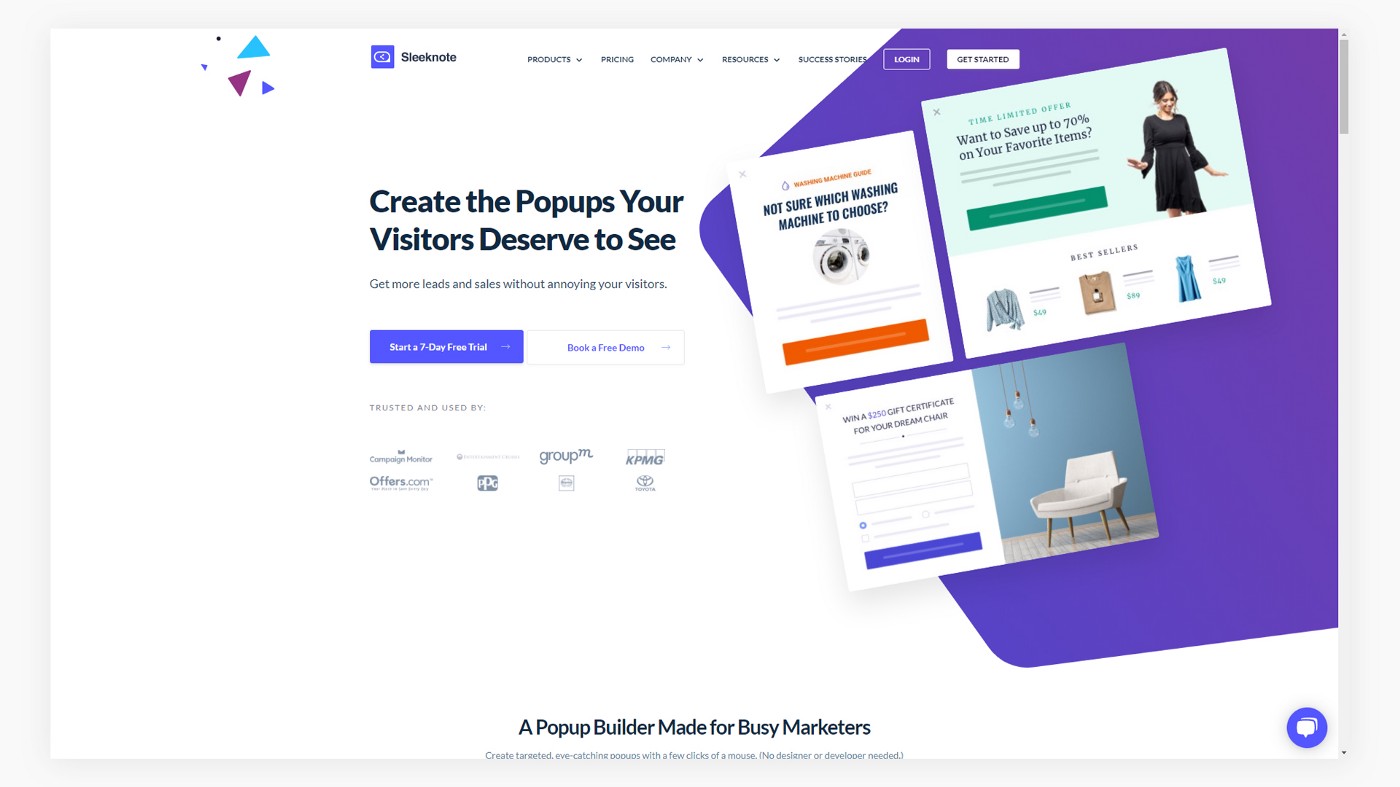 Sleeknote
PRODUCTS
PRICING
COMPANY
RESOURCES
SUCCESS STORIES
LOGIN
GET STARTED
TIME LIMITED OFFER
Want to Save up to 70%
on Your Favorite Items?
WASHING MACHINE GUIDE
NOT SURE WHICH WASHING
MACHINE TO CHOOSE?
Create the Popups Your
Visitors Deserve to See
Get more leads and sales without annoying your visitors.
BEST SELLERS
$49
$89
$49
Start a 7-Day Free Trial
Book a Free Demo
WIN A $250 GIFT CERTIFICATE
FOR YOUR DREAM CHAIR
TRUSTED AND USED BY:
Campaign Monitor
groupm
KPMG
Offers.com
PPG
TOYOTA
A Popup Builder Made for Busy Marketers
Create targeted, eye-catching popups with a few clicks of a mouse. (No designer or developer needed.)